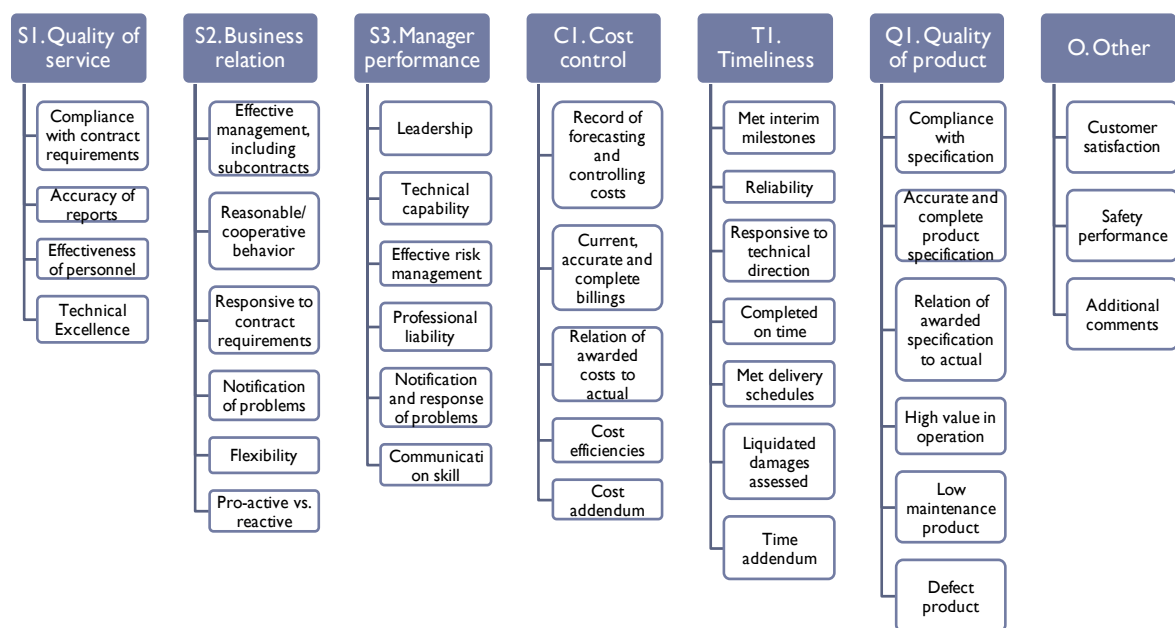 S1. Quality of
service
Compliance
with contract
requirements
Accuracy of
reports
Effectiveness
of personnel
Technical
Excellence
S2. Business
relation
Effective
management,
including
subcontracts
Reasonable/
cooperative
behavior
Responsive to
contract
requirements
Notification
of problems
Flexibility
Pro-active vs.
reactive
S3. Manager
performance
Leadership
Technical
capability
Effective risk
management
Professional
liability
Notification
and response
of problems
Communicati
on skill
C1. Cost
control
Record of
forecasting
and
controlling
costs
Current,
accurate and
complete
billings
Relation of
awarded
costs to
actual
Cost
efficiencies
Cost
addendum
T1.
Timeliness
Met interim
milestones
Reliability
Responsive
to technical
direction
Completed
on time
Met delivery
schedules
Liquidated
damages
assessed
Time
addendum
Q1. Quality
of product
Compliance
with
specification
Accurate and
complete
product
specification
Relation of
awarded
specification
to actual
High value in
operation
Low
maintenance
product
Defect
product
O. Other
Customer
satisfaction
Safety
performance
Additional
comments